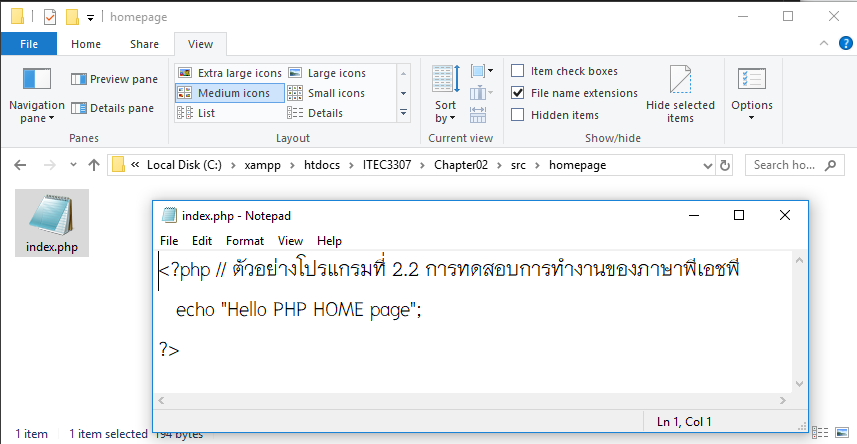 homepage
File Home Share View
Navigation pane
Preview pane
Details pane
Panes
Extra large icons Large icons
Medium icons Small icons
List Details
Layout
Sort by
Current view
Item check boxes
File name extensions
Hidden items
Hide selected items
Show/hide
Options
« Local Disk (C:) › xampp › htdocs › ITEC3307 › Chapter02 › src › homepage
Search ho...
index.php
index.php - Notepad
File Edit Format View Help
<?php // ตัวอย่างโปรแกรมที่ 2.2 การทดสอบการทำงานของภาษาพีเอชพี
echo "Hello PHP HOME page";
?>
Ln 1, Col 1
1 item 1 item selected 194 bytes